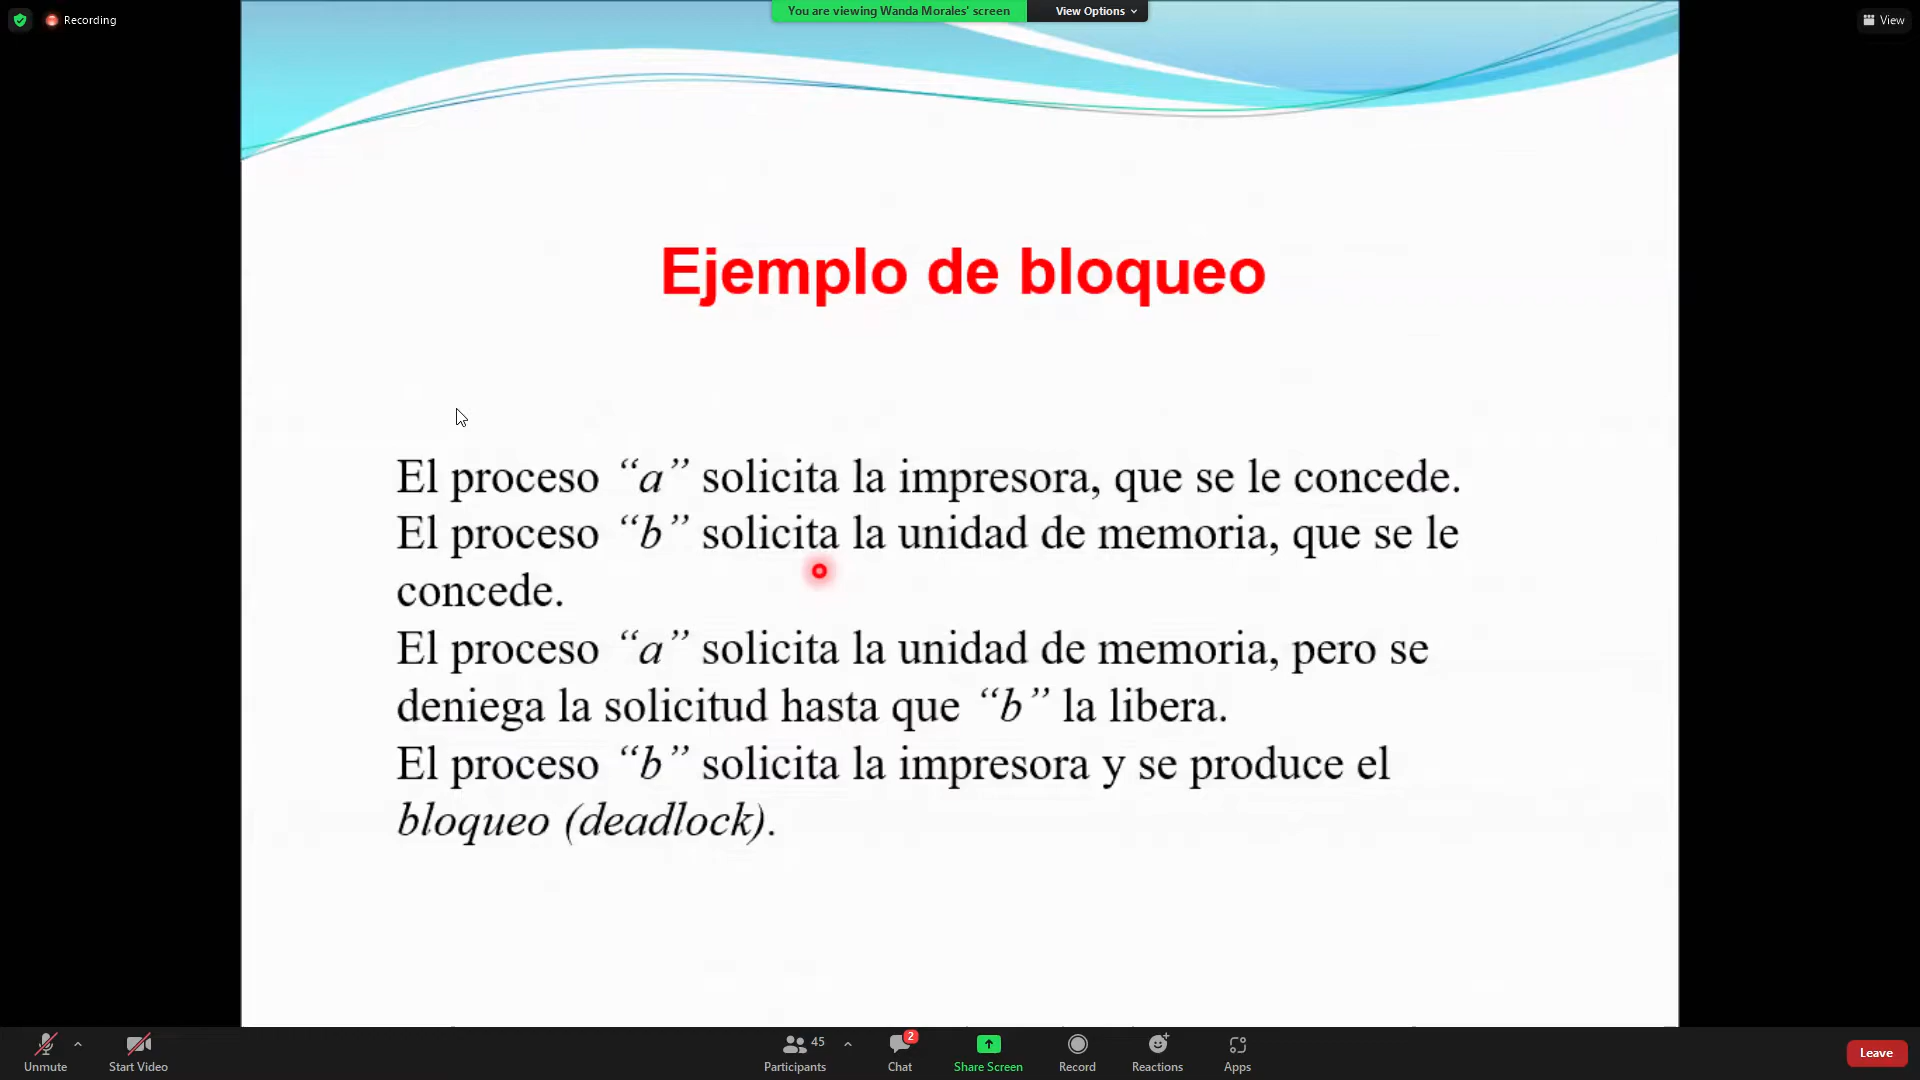 Recording
You are viewing Wanda Morales' screen
View Options
View
Ejemplo de bloqueo
El proceso “a” solicita la impresora, que se le concede.
El proceso “b” solicita la unidad de memoria, que se le
concede.
El proceso “a” solicita la unidad de memoria, pero se
deniega la solicitud hasta que “b” la libera.
El proceso “b” solicita la impresora y se produce el
bloqueo (deadlock).
Unmute
Start Video
45
Participants
2
Chat
Share Screen
Record
Reactions
Apps
Leave